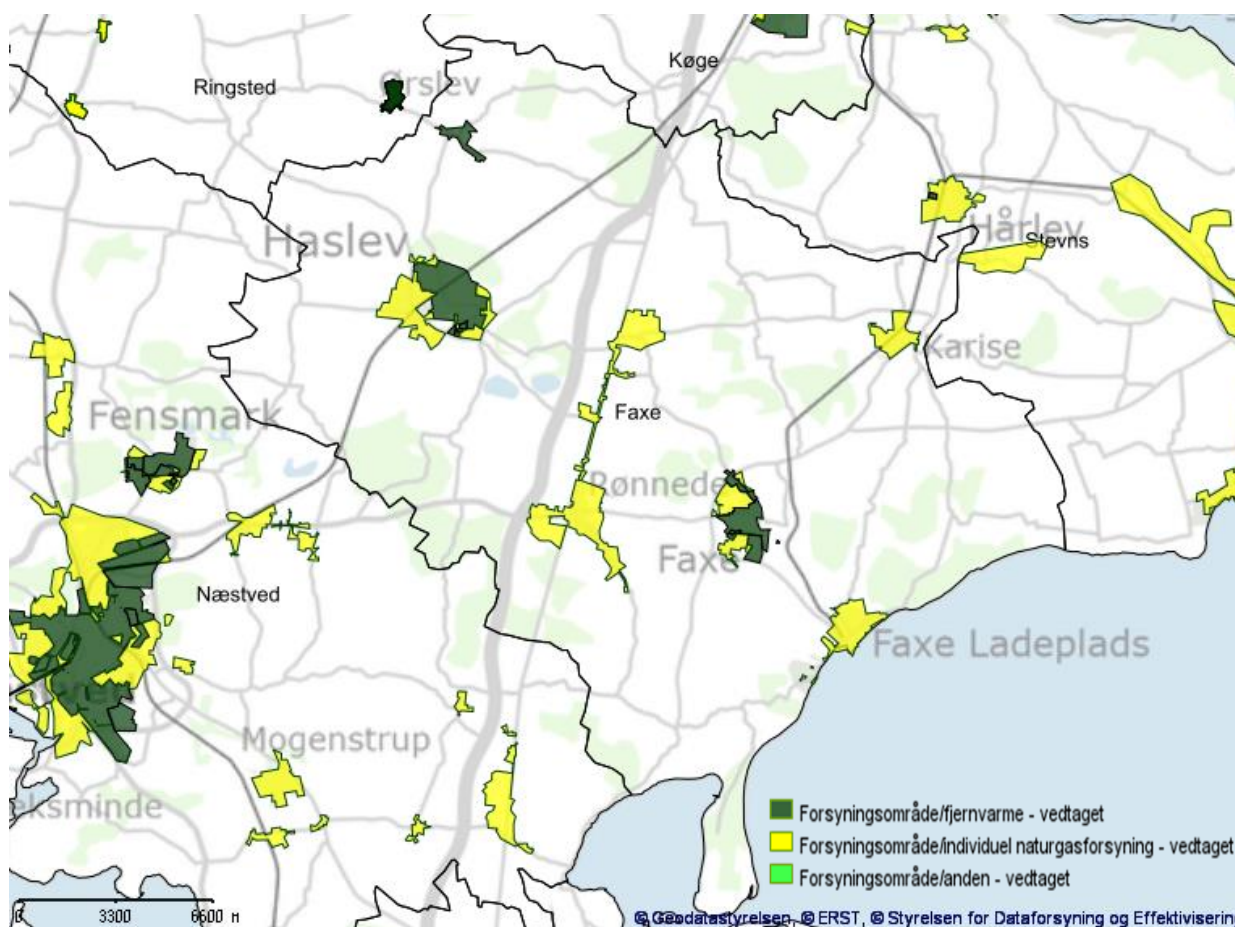 Køge
Ringsted
Ørslev
Haslev
Hårlev
Stevns
Karise
Faxe
Fensmark
Rønnede
Faxe
Næstved
Faxe Ladeplads
Mogenstrup
eksminde
Forsyningsområde/fjernvarme - vedtaget
Forsyningsområde/individuel naturgasforsyning - vedtaget
Forsyningsområde/anden - vedtaget
0 3300 6600 M
© Geodatastyrelsen, © ERST, © Styrelsen for Dataforsyning og Effektivisering